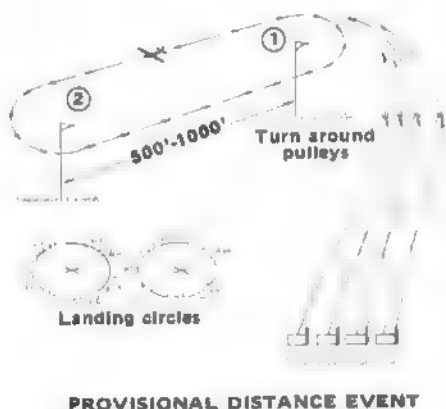 1
2
500'-1000'
Turn around
pulleys
Landing circles
PROVISIONAL DISTANCE EVENT